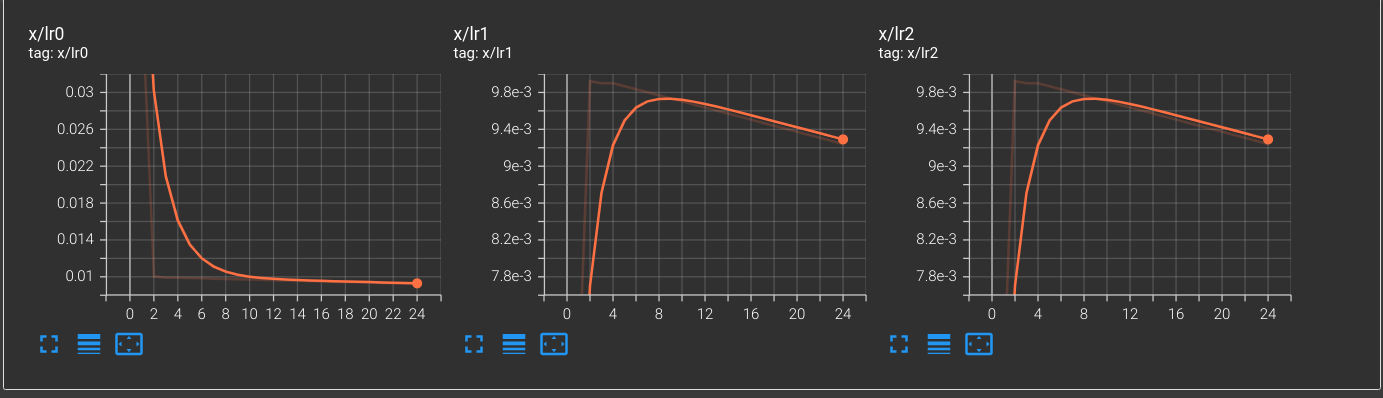 x/lr0
tag: x/lr0
0.03
0.026
0.022
0.018
0.014
0.01
0 2 4 6 8 10 12 14 16 18 20 22 24
x/lr1
tag: x/lr1
9.8e-3
9.4e-3
9e-3
8.6e-3
8.2e-3
7.8e-3
0 4 8 12 16 20 24
x/lr2
tag: x/lr2
9.8e-3
9.4e-3
9e-3
8.6e-3
8.2e-3
7.8e-3
0 4 8 12 16 20 24